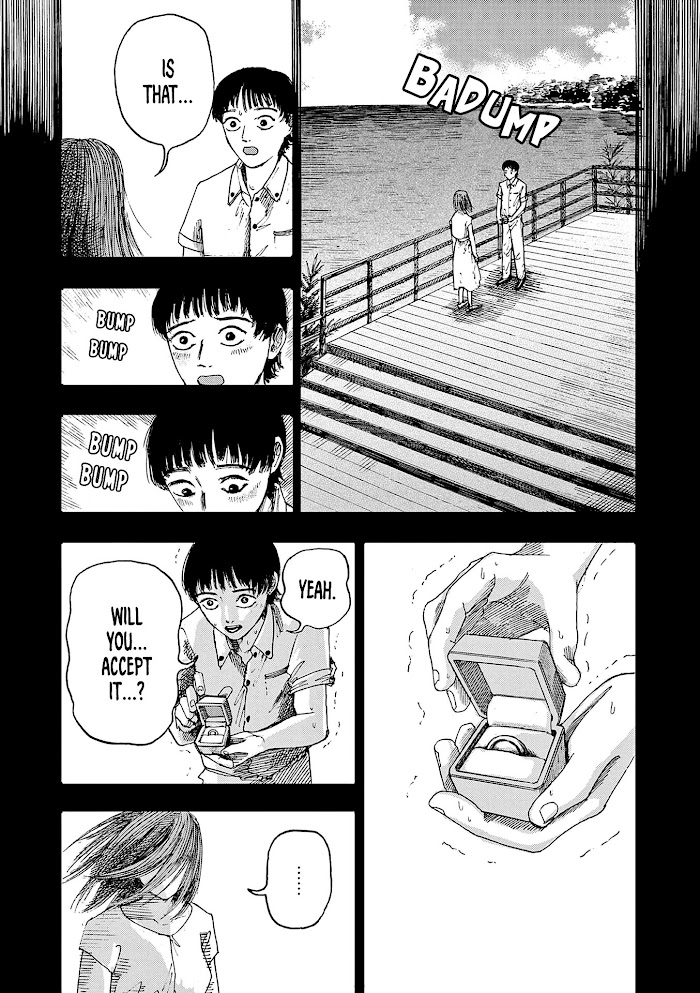 BADUMP
IS
THAT...
BUMP
BUMP
BUMP
BUMP
YEAH.
WILL
YOU...
ACCEPT
IT...?
......